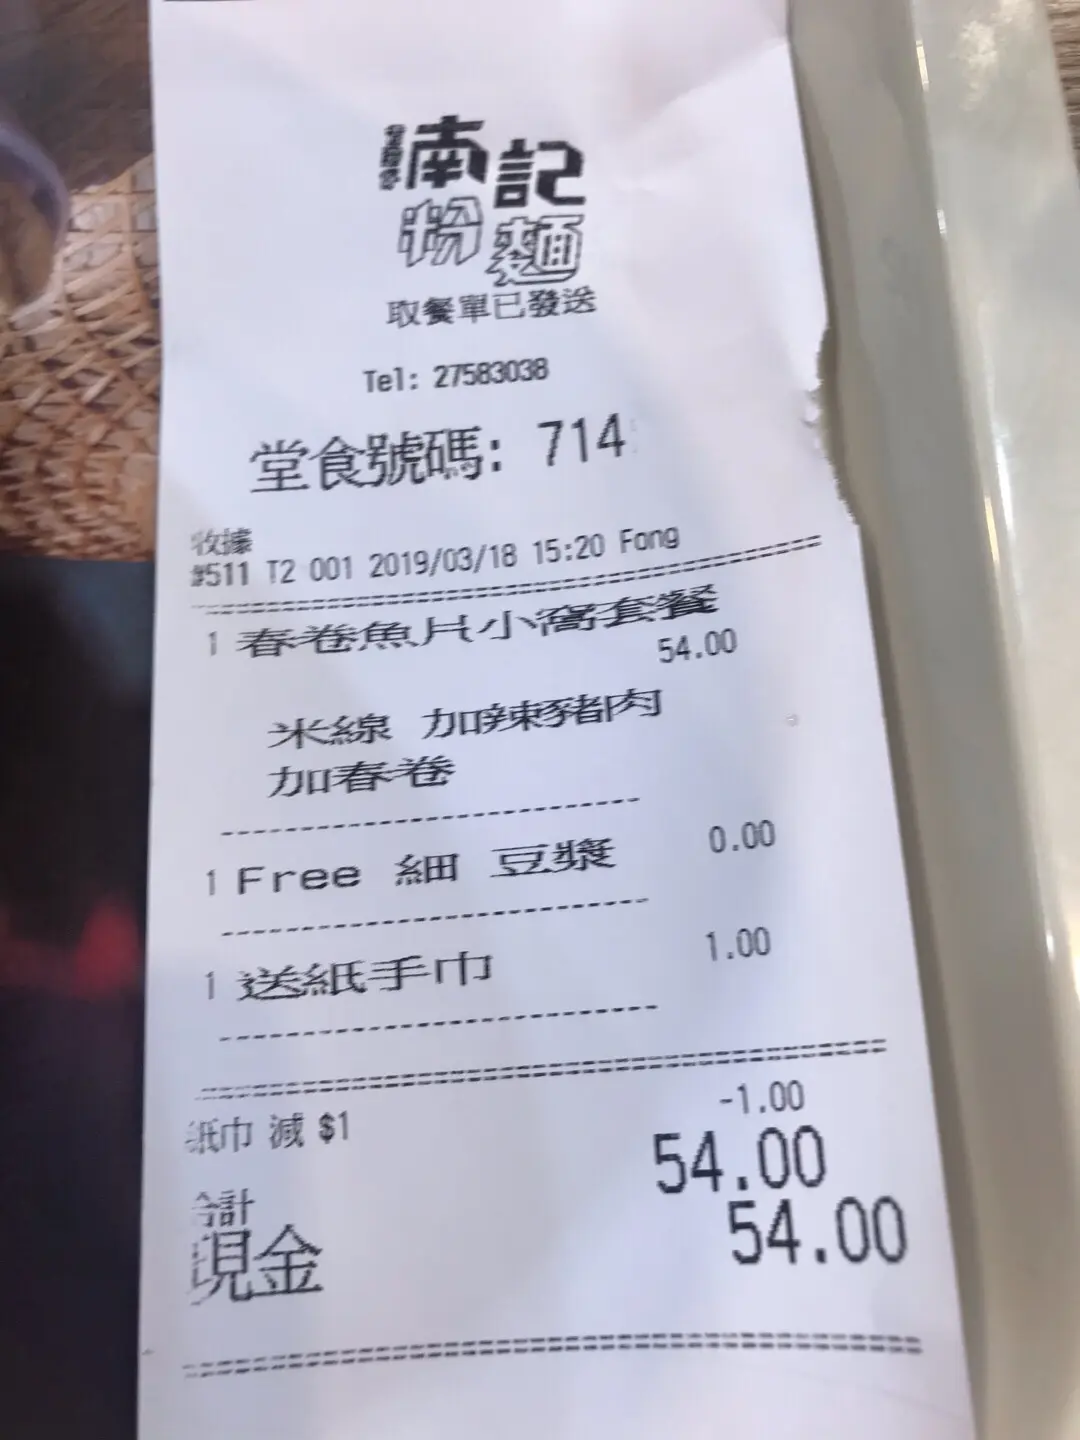 南記
粉麵
取餐單已發送
Tel: 27583038
堂食號碼: 714
收據
#511 T2 001 2019/03/18 15:20 Fong
1 春卷魚片小窩套餐
54.00
米線 加辣豬肉
加春卷
1 Free 細 豆漿 0.00
1 送紙手巾 1.00
紙巾 減 $1 -1.00
合計 54.00
現金 54.00